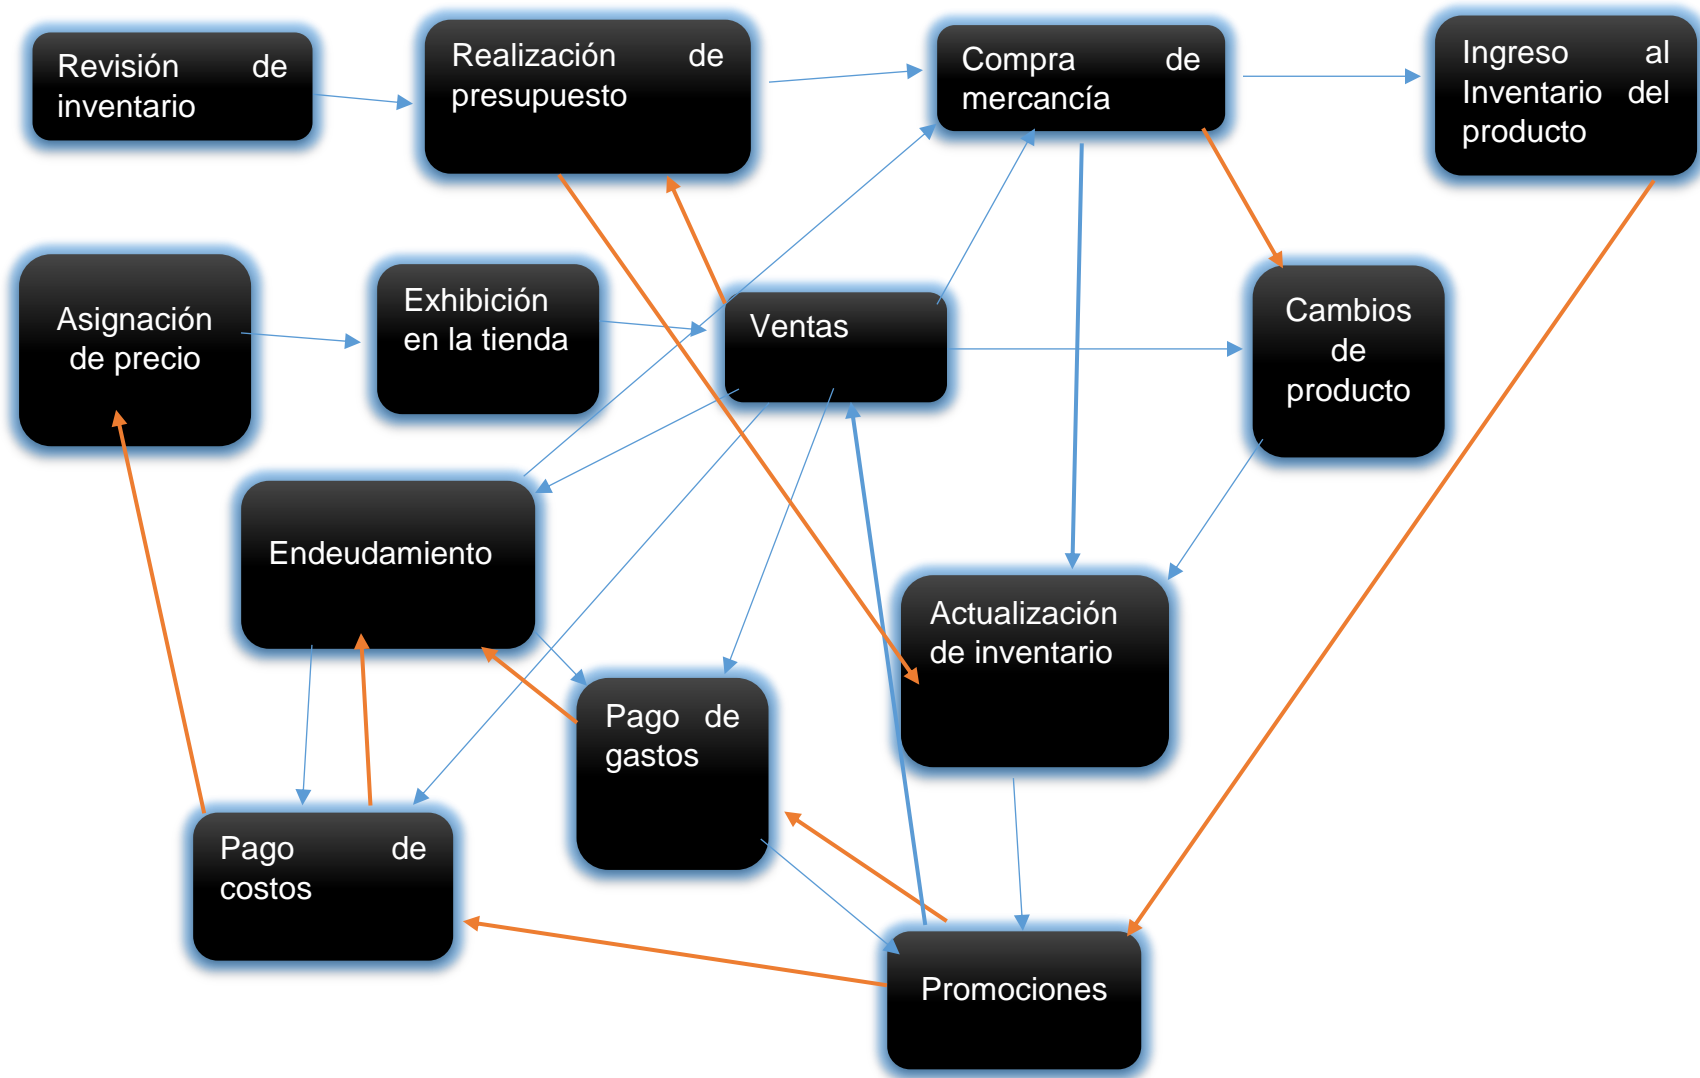 Revisión de
inventario
Realización de
presupuesto
Compra de
mercancía
Ingreso al
Inventario del
producto
Asignación
de precio
Exhibición
en la tienda
Ventas
Cambios
de
producto
Endeudamiento
Actualización
de inventario
Pago de
gastos
Pago de
costos
Promociones